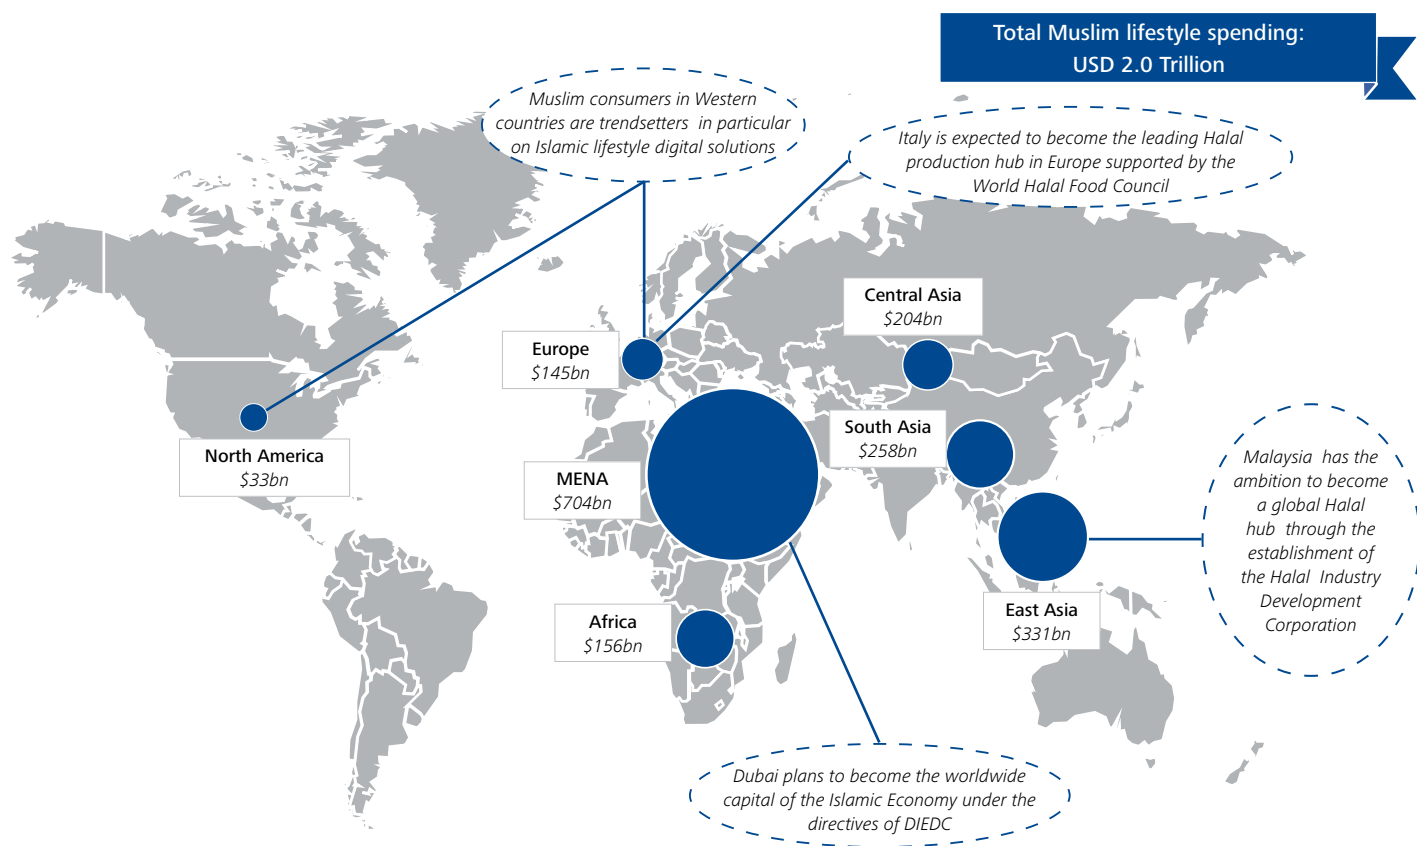 Total Muslim lifestyle spending:
USD 2.0 Trillion
Muslim consumers in Western
countries are trendsetters in particular
on Islamic lifestyle digital solutions
Italy is expected to become the leading Halal
production hub in Europe supported by the
World Halal Food Council
Central Asia
$204bn
Europe
$145bn
South Asia
$258bn
North America
$33bn
MENA
$704bn
Malaysia has the
ambition to become
a global Halal
hub through the
establishment of
the Halal Industry
Development
Corporation
East Asia
$331bn
Africa
$156bn
Dubai plans to become the worldwide
capital of the Islamic Economy under the
directives of DIEDC